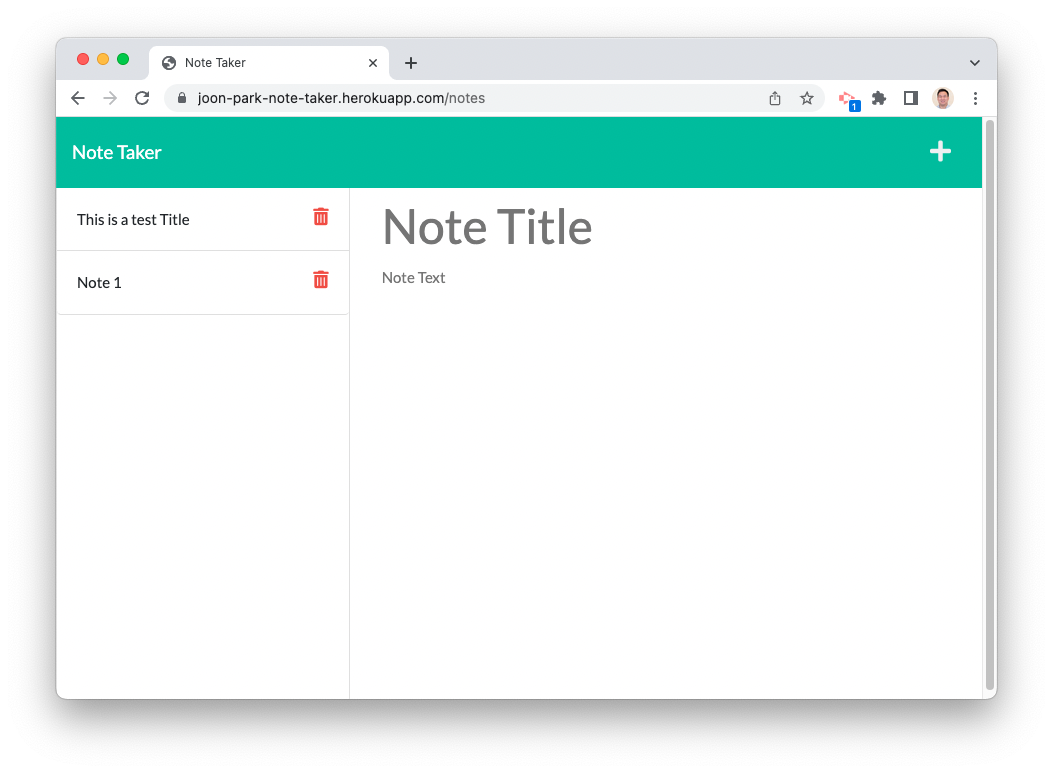 Note Taker
joon-park-note-taker.herokuapp.com/notes
1
Note Taker
This is a test Title
Note 1
Note Title
Note Text